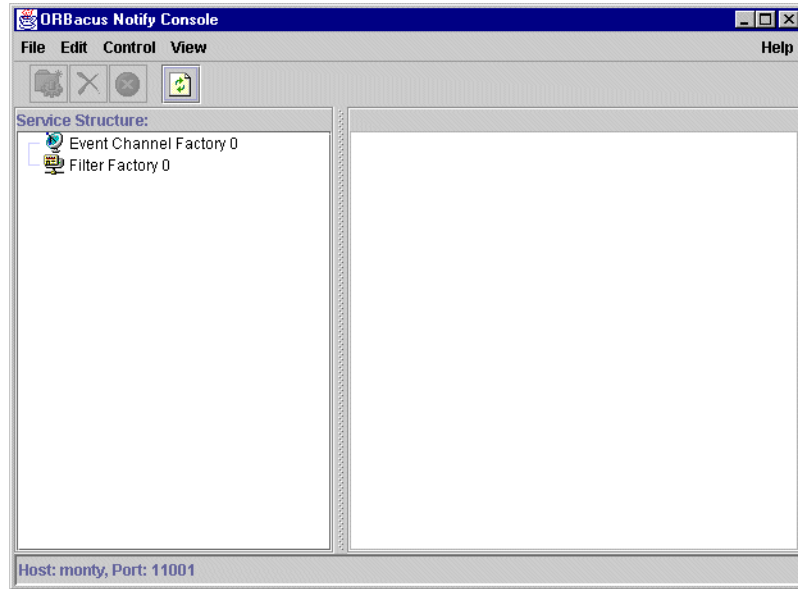 ORBacus Notify Console
File Edit Control View Help
Service Structure:
Event Channel Factory 0
Filter Factory 0
Host: monty, Port: 11001